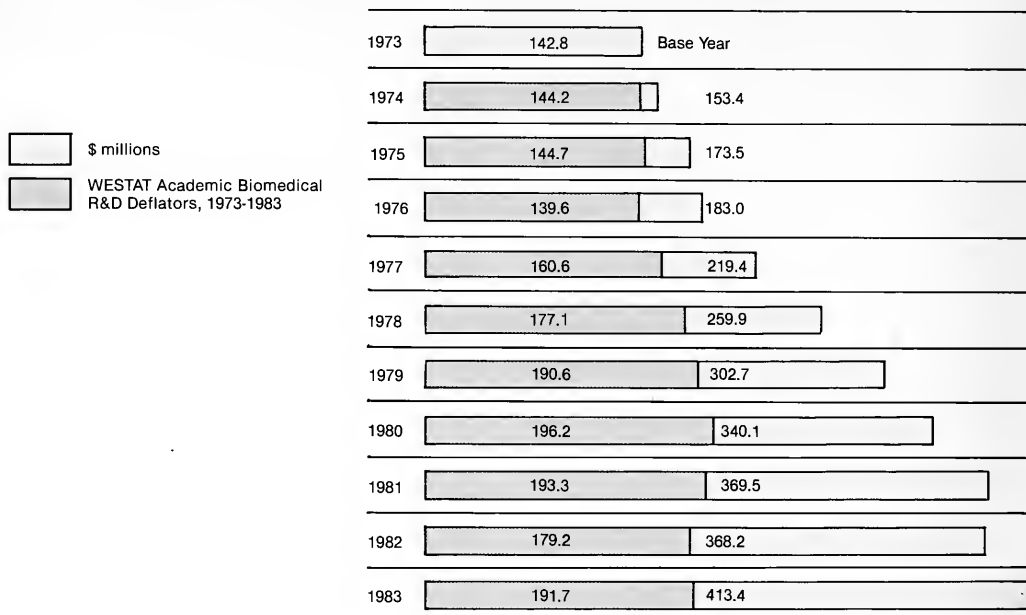 1973 142.8 Base Year
1974 144.2 153.4
1975 144.7 173.5
$ millions
WESTAT Academic Biomedical
R&D Deflators, 1973-1983
1976 139.6 183.0
1977 160.6 219.4
1978 177.1 259.9
1979 190.6 302.7
1980 196.2 340.1
1981 193.3 369.5
1982 179.2 368.2
1983 191.7 413.4